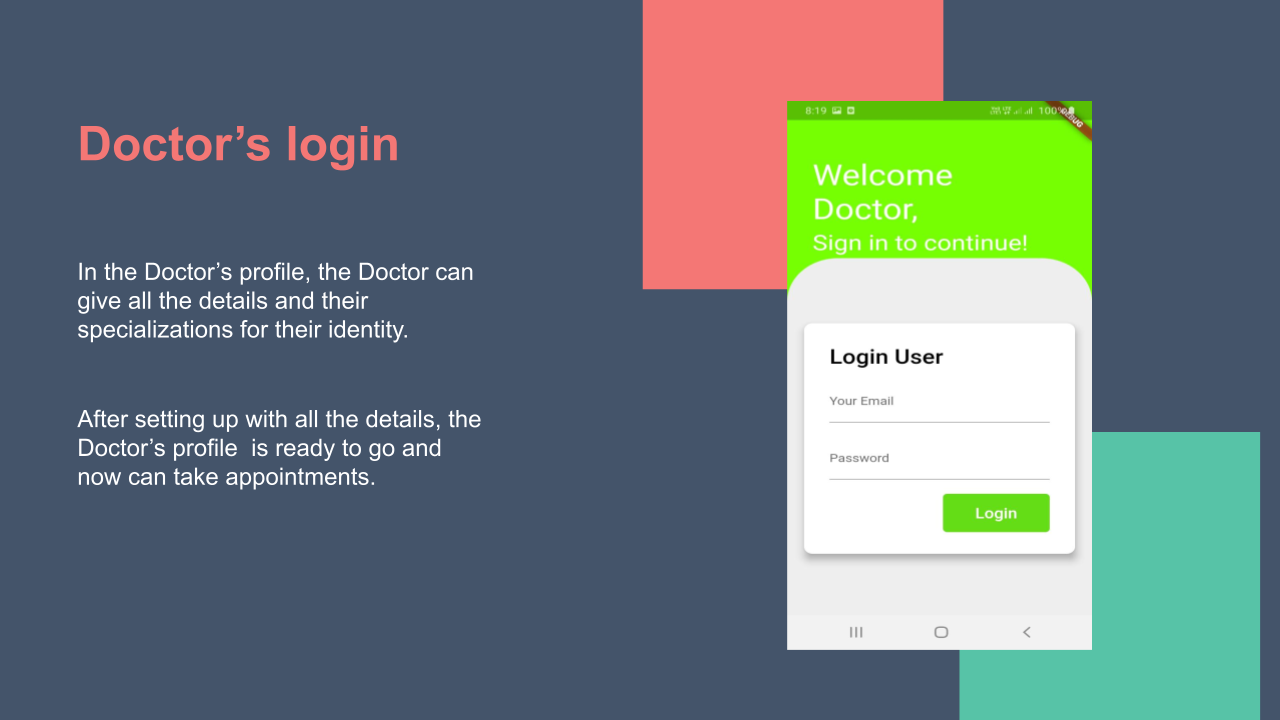 Doctor’s login
In the Doctor’s profile, the Doctor can
give all the details and their
specializations for their identity.
After setting up with all the details, the
Doctor’s profile  is ready to go and
now can take appointments.
8:19
100%
Welcome
Doctor,
Sign in to continue!
Login User
Your Email
Password
Login